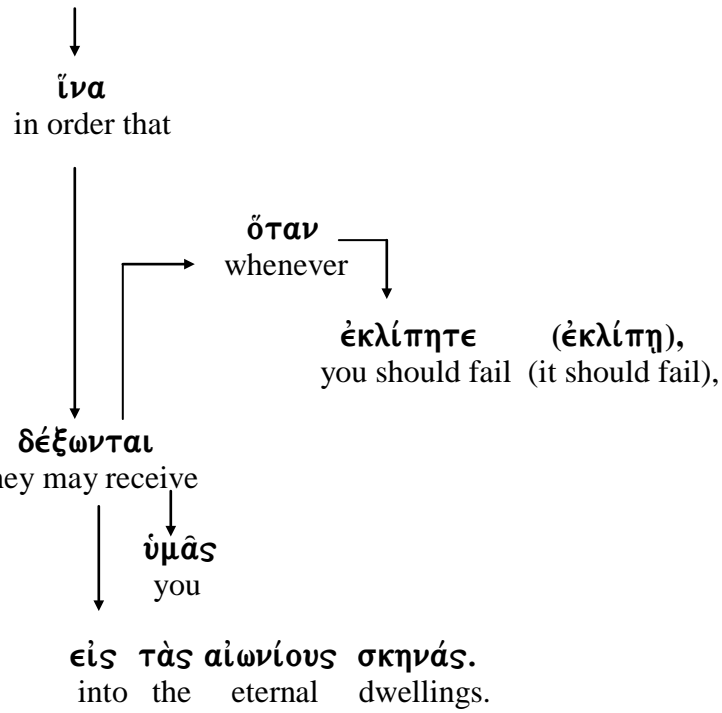 ἵνα
in order that
ὅταν
whenever
ἐκλίπητε (ἐκλίπῃ),
you should fail (it should fail),
δέξωνται
hey may receive
ὑμᾶς
you
εἰς τὰς αἰωνίους σκηνάς.
into the eternal dwellings.